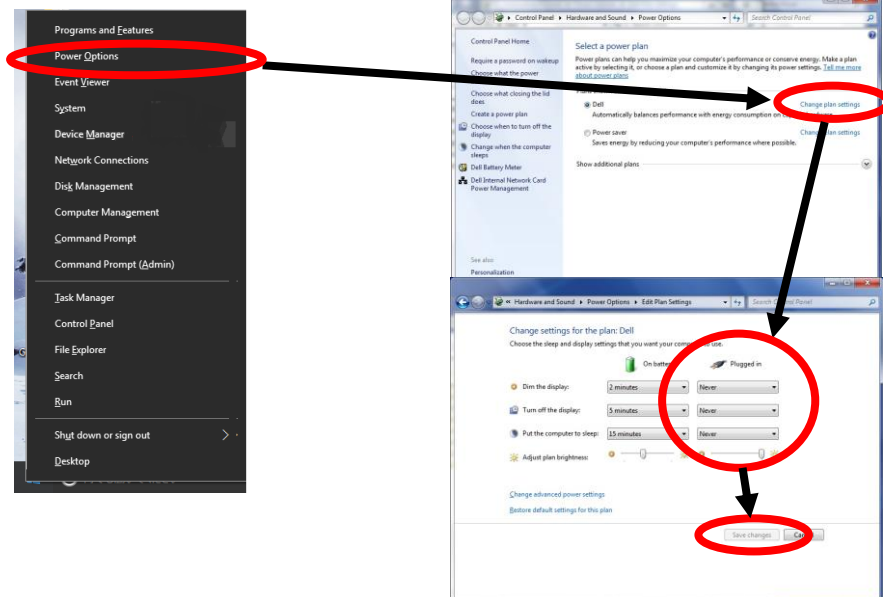 Programs and Features
Power Options
Event Viewer
System
Device Manager
Network Connections
Disk Management
Computer Management
Command Prompt
Command Prompt (Admin)
Task Manager
Control Panel
File Explorer
Search
Run
Shut down or sign out
Desktop
Control Panel Hardware and Sound Power Options
Search Control Panel
Control Panel Home
Require a password on wakeup
Choose what the power
Choose what closing the lid
does
Create a power plan
Choose when to turn off the
display
Change when the computer
sleeps
Dell Battery Meter
Dell Internal Network Card
Power Management
See also
Personalization
Select a power plan
Power plans can help you maximize your computer's performance or conserve energy. Make a plan
active by selecting it, or choose a plan and customize it by changing its power settings. Tell me more
about power plans
Dell
Change plan settings
Automatically balances performance with energy consumption on
Power saver
Change plan settings
Saves energy by reducing your computer's performance where possible.
Show additional plans
« Hardware and Sound Power Options Edit Plan Settings
Search Control Panel
Change settings for the plan: Dell
Choose the sleep and display settings that you want your computer to use.
On battery Plugged in
Dim the display: 2 minutes Never
Turn off the display: 5 minutes Never
Put the computer to sleep: 15 minutes Never
Adjust plan brightness:
Change advanced power settings
Restore default settings for this plan
Save changes